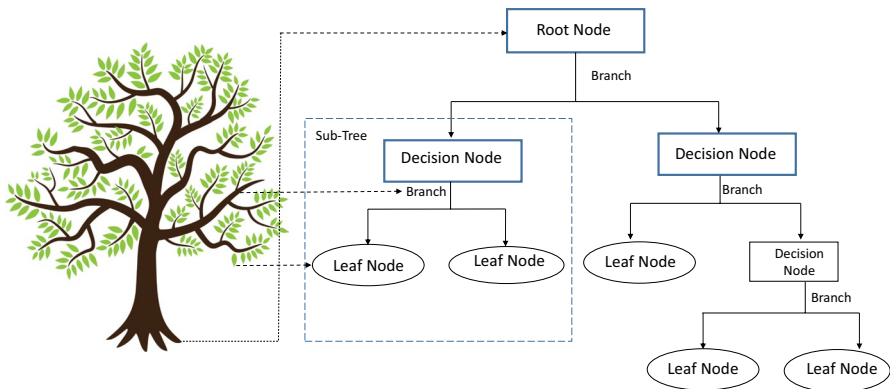 Root Node
Branch
Sub-Tree
Decision Node
Decision Node
Branch
Branch
Leaf Node
Leaf Node
Leaf Node
Decision
Node
Branch
Leaf Node
Leaf Node